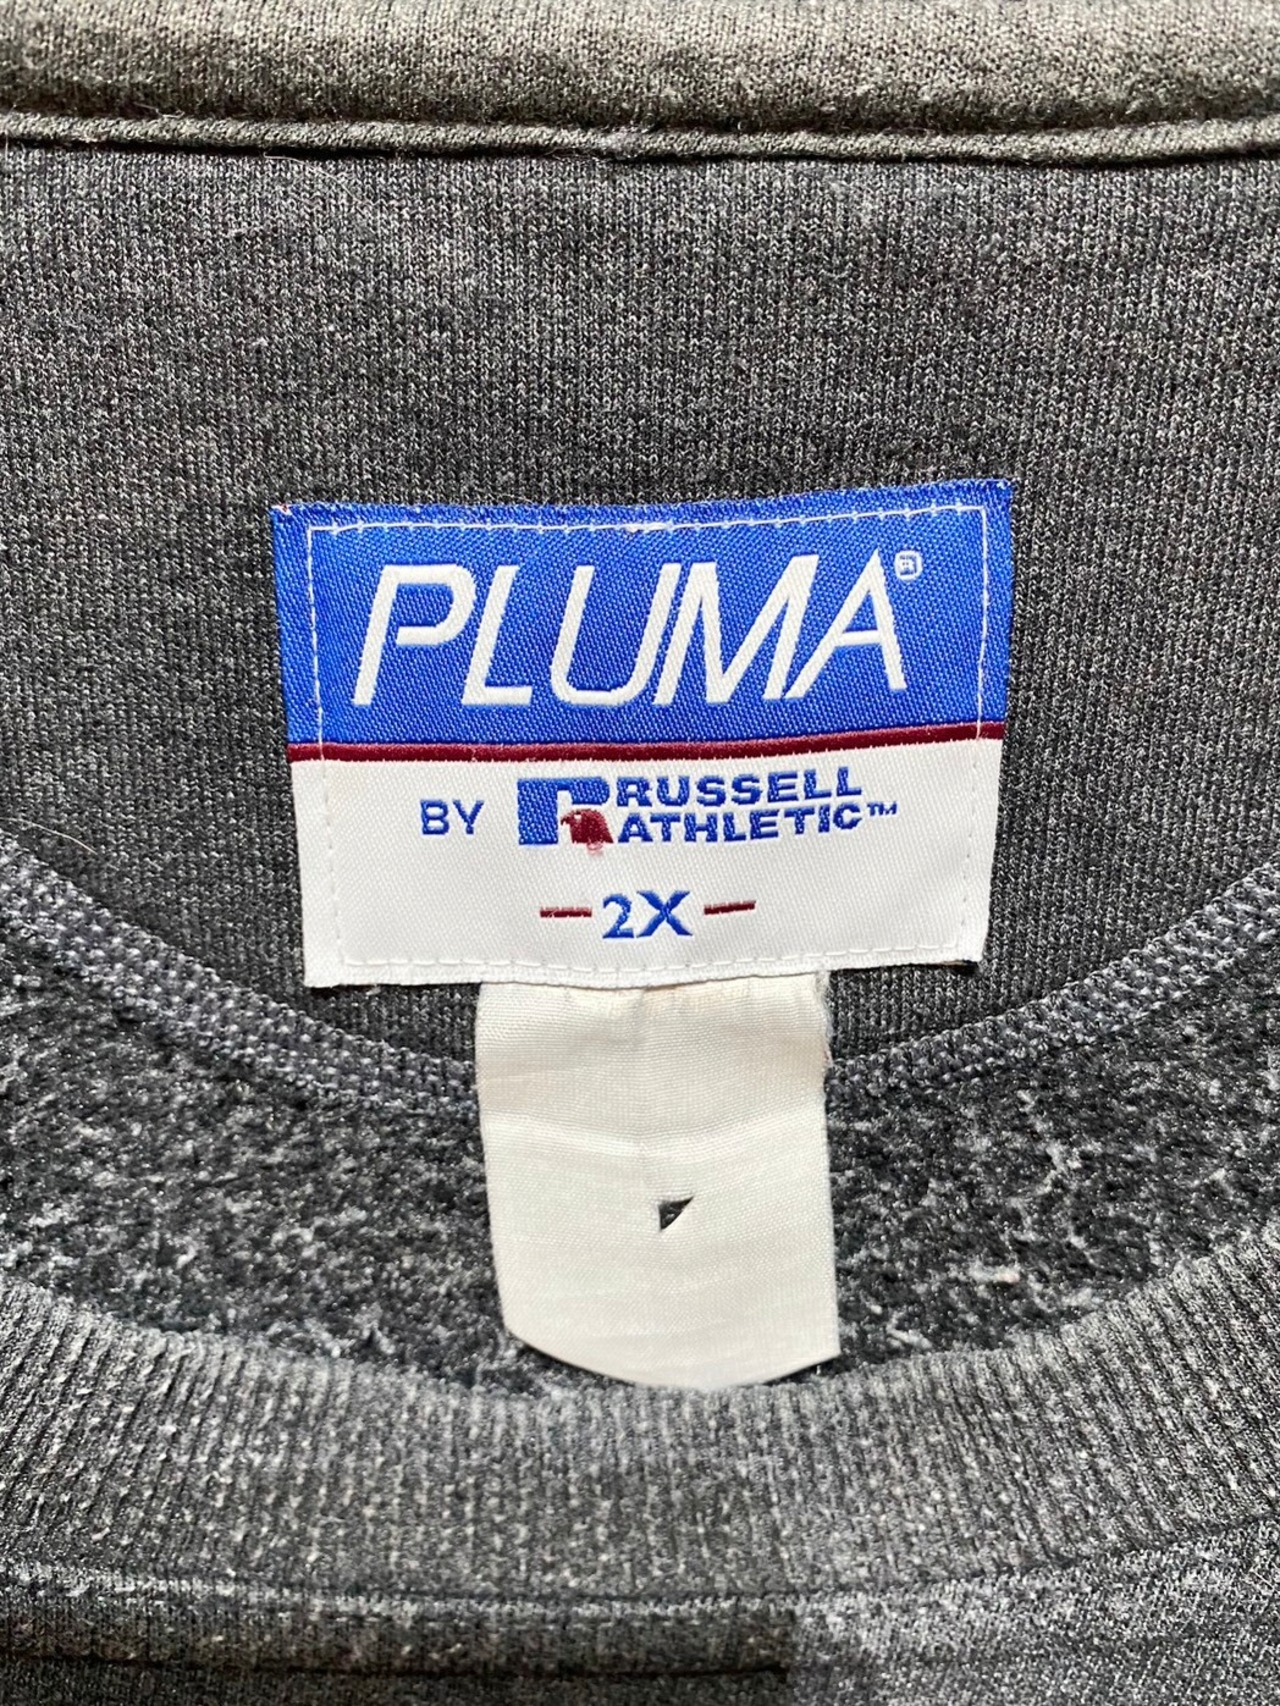 PLUMA®
BY RUSSELL
ATHLETIC™
-2X-